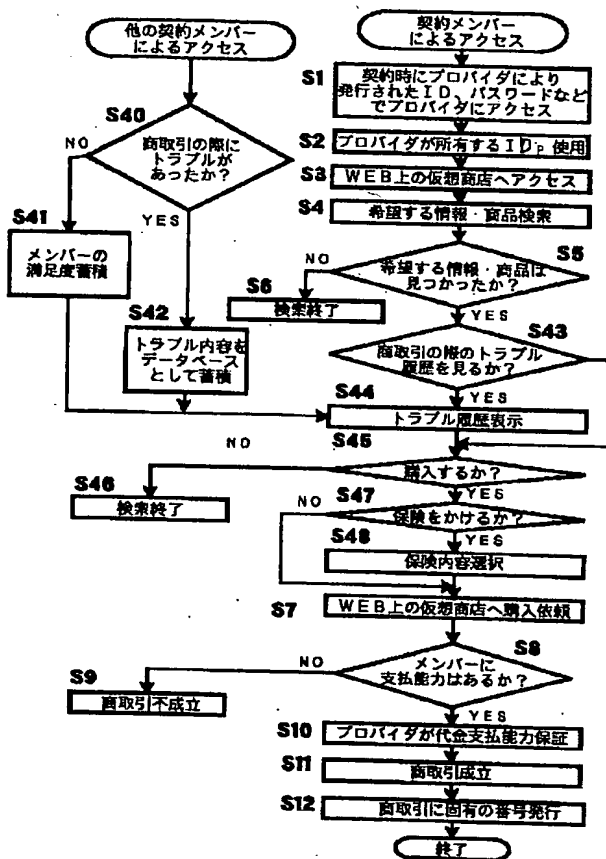 他の契約メンバー
によるアクセス
S40
商取引の際に
トラブルが
あったか？
NO
YES
S41
メンバーの
満足度蓄積
S42
トラブル内容を
データベース
として蓄積
契約メンバー
によるアクセス
S1
契約時にプロバイダにより
発行されたＩＤ、パスワードなど
でプロバイダにアクセス
S2
プロバイダが所有するＩＤP 使用
S3
ＷＥＢ上の仮想商店へアクセス
S4
希望する情報・商品検索
S5
希望する情報・商品は
見つかったか？
NO
YES
S6
検索終了
S43
商取引の際のトラブル
履歴を見るか？
YES
S44
トラブル履歴表示
S45
購入するか？
NO
YES
S46
検索終了
S47
保険をかけるか？
NO
YES
S48
保険内容選択
S7
ＷＥＢ上の仮想商店へ購入依頼
S8
メンバーに
支払能力はあるか？
NO
YES
S9
商取引不成立
S10
プロバイダが代金支払能力保証
S11
商取引成立
S12
商取引に固有の番号発行
終了